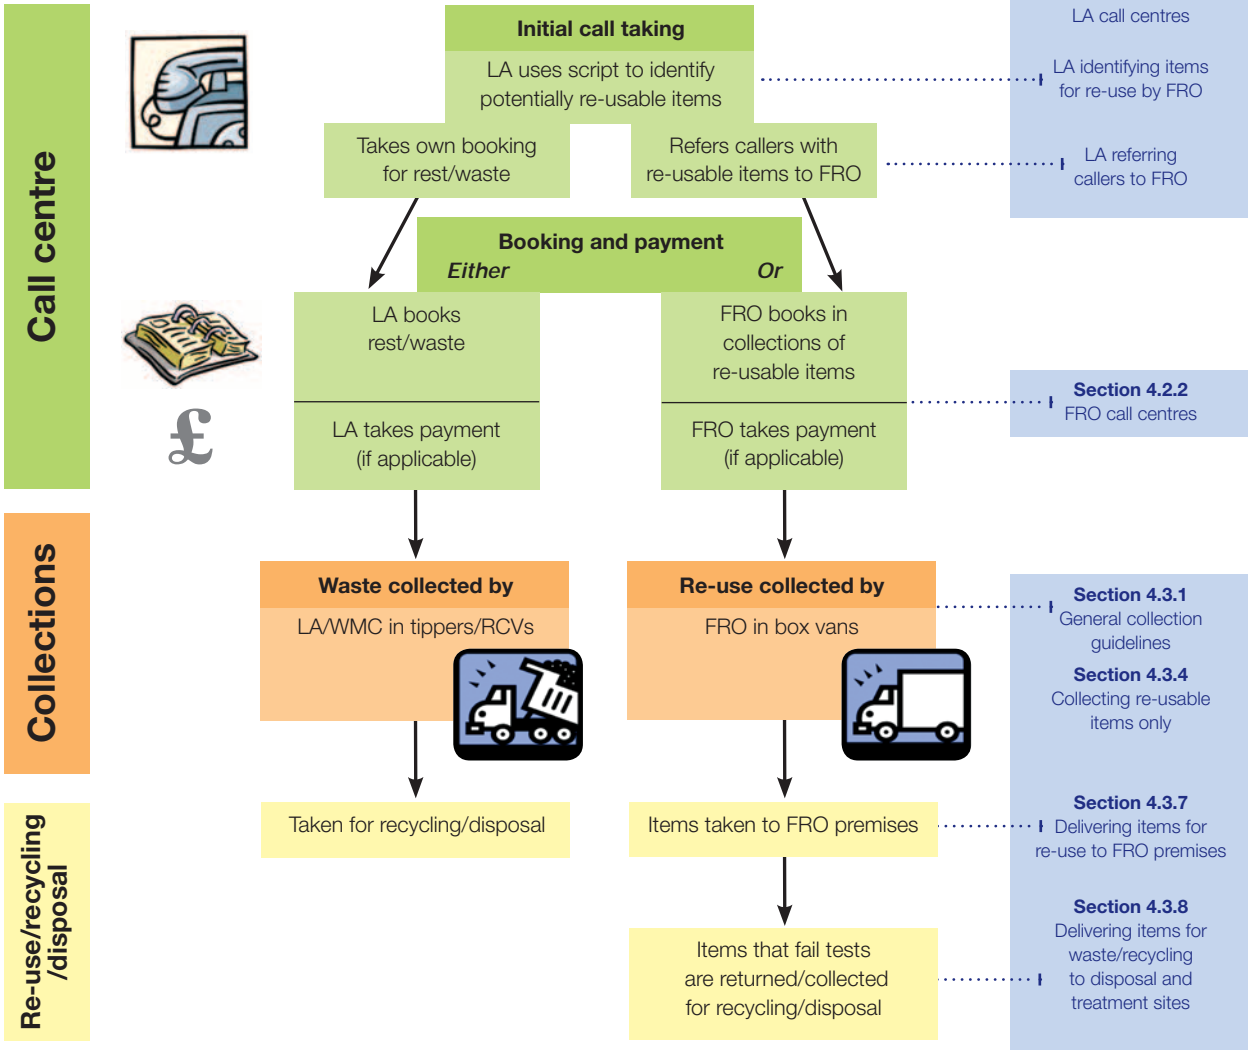 Call centre
Initial call taking
LA uses script to identify
potentially re-usable items
Takes own booking
for rest/waste
Refers callers with
re-usable items to FRO
LA call centres
LA identifying items
for re-use by FRO
LA referring
callers to FRO
Booking and payment
Either
Or
LA books
rest/waste
FRO books in
collections of
re-usable items
£
LA takes payment
(if applicable)
FRO takes payment
(if applicable)
Section 4.2.2
FRO call centres
Collections
Waste collected by
LA/WMC in tippers/RCVs
Re-use collected by
FRO in box vans
Section 4.3.1
General collection
guidelines
Section 4.3.4
Collecting re-usable
items only
Re-use/recycling
/disposal
Taken for recycling/disposal
Items taken to FRO premises
Section 4.3.7
Delivering items for
re-use to FRO premises
Items that fail tests
are returned/collected
for recycling/disposal
Section 4.3.8
Delivering items for
waste/recycling
to disposal and
treatment sites